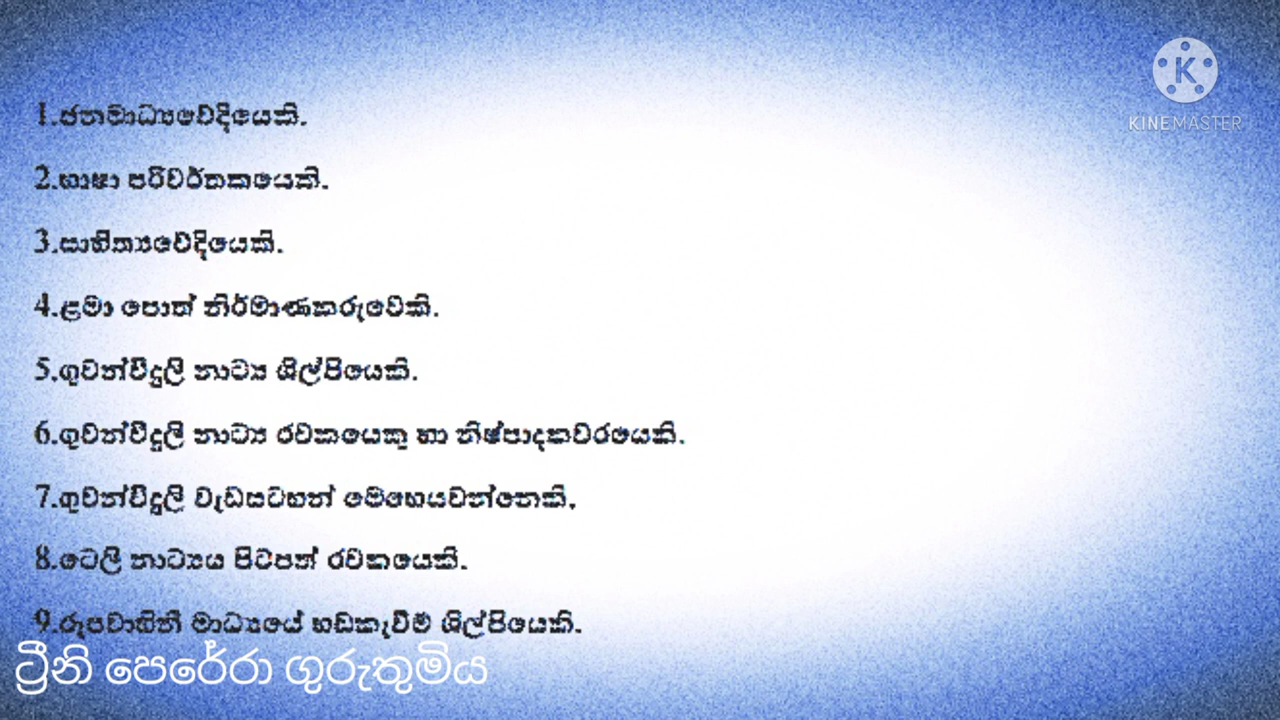 KINEMASTER
1.ජනමාධ්‍යවේදියෙකි.
2.භාෂා පරිවර්තකයෙකි.
3.සාහිත්‍යවේදියෙකි.
4.ළමා පොත් නිර්මාණකරුවෙකි.
5.ගුවන්විදුලි නාට්‍ය ශිල්පියෙකි.
6.ගුවන්විදුලි නාට්‍ය රචකයෙකු හා නිෂ්පාදකවරයෙකි.
7.ගුවන්විදුලි වැඩසටහන් මෙහෙයවන්නෙකි,
8.ටෙලි නාට්‍යය පිටපත් රචකයෙකි.
9.රූපවාහිනී මාධ්‍යයේ හඩකැවීම් ශිල්පියෙකි.
ට්‍රීනි පෙරේරා ගුරුතුමිය